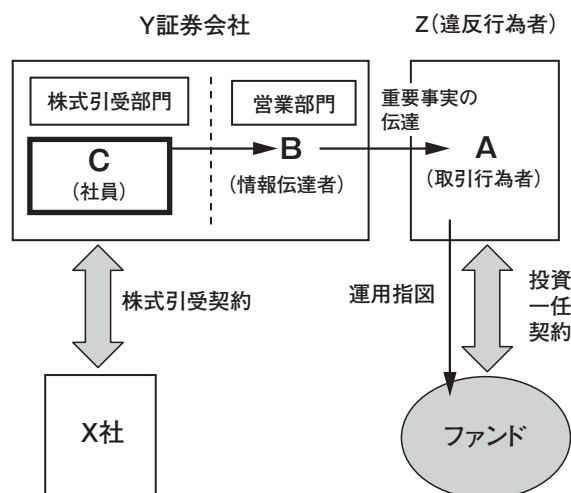 Y証券会社
Z(違反行為者)
株式引受部門
営業部門
重要事実の
伝達
C
(社員)
B
(情報伝達者)
A
(取引行為者)
株式引受契約
運用指図
投資
一任
契約
X社
ファンド